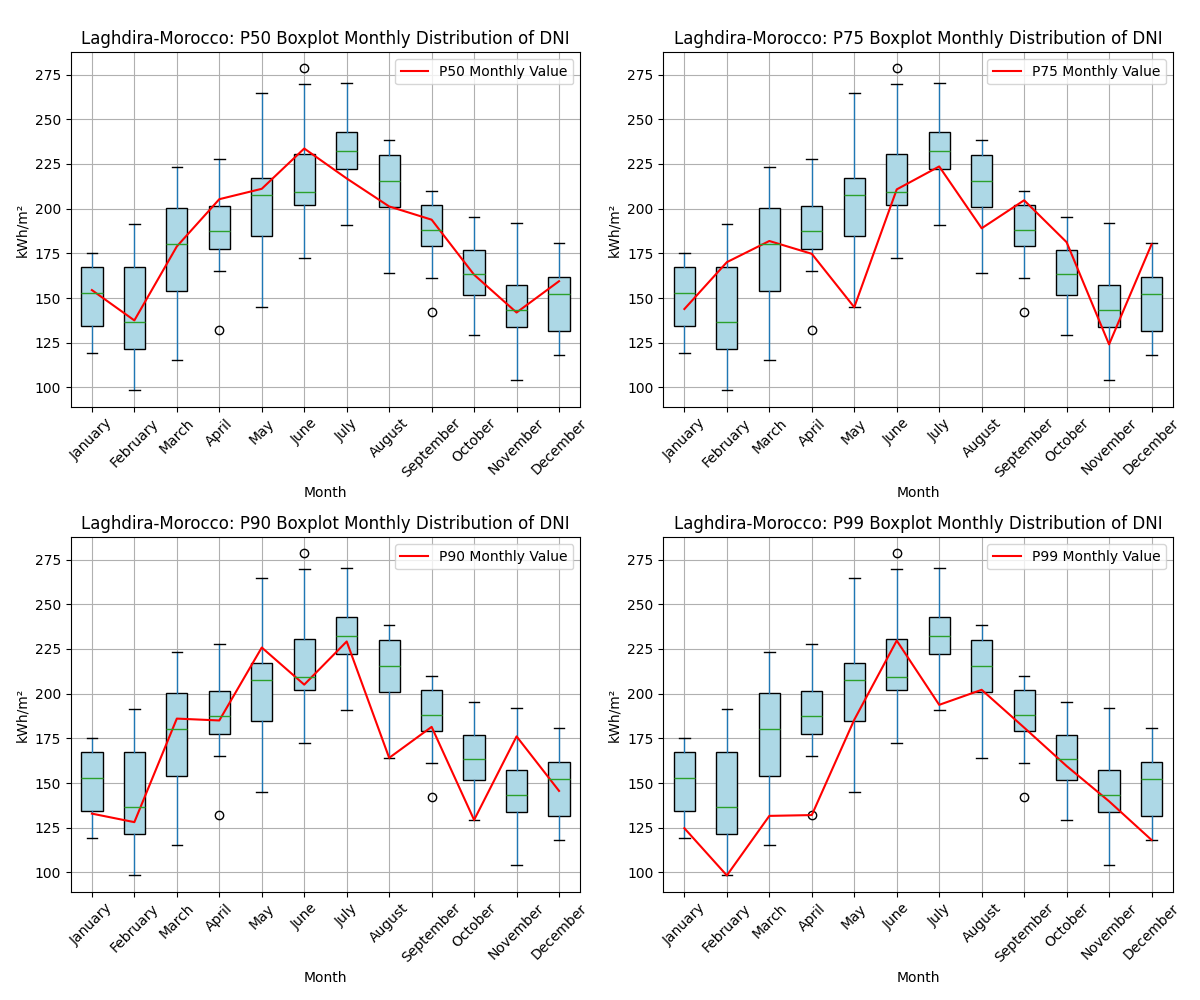 Laghdira-Morocco: P50 Boxplot Monthly Distribution of DNI
P50 Monthly Value
275
250
225
200
175
150
125
100
kWh/m²
January
February
March
April
May
June
July
August
September
October
November
December
Month
Laghdira-Morocco: P75 Boxplot Monthly Distribution of DNI
P75 Monthly Value
275
250
225
200
175
150
125
100
kWh/m²
January
February
March
April
May
June
July
August
September
October
November
December
Month
Laghdira-Morocco: P90 Boxplot Monthly Distribution of DNI
P90 Monthly Value
275
250
225
200
175
150
125
100
kWh/m²
January
February
March
April
May
June
July
August
September
October
November
December
Month
Laghdira-Morocco: P99 Boxplot Monthly Distribution of DNI
P99 Monthly Value
275
250
225
200
175
150
125
100
kWh/m²
January
February
March
April
May
June
July
August
September
October
November
December
Month